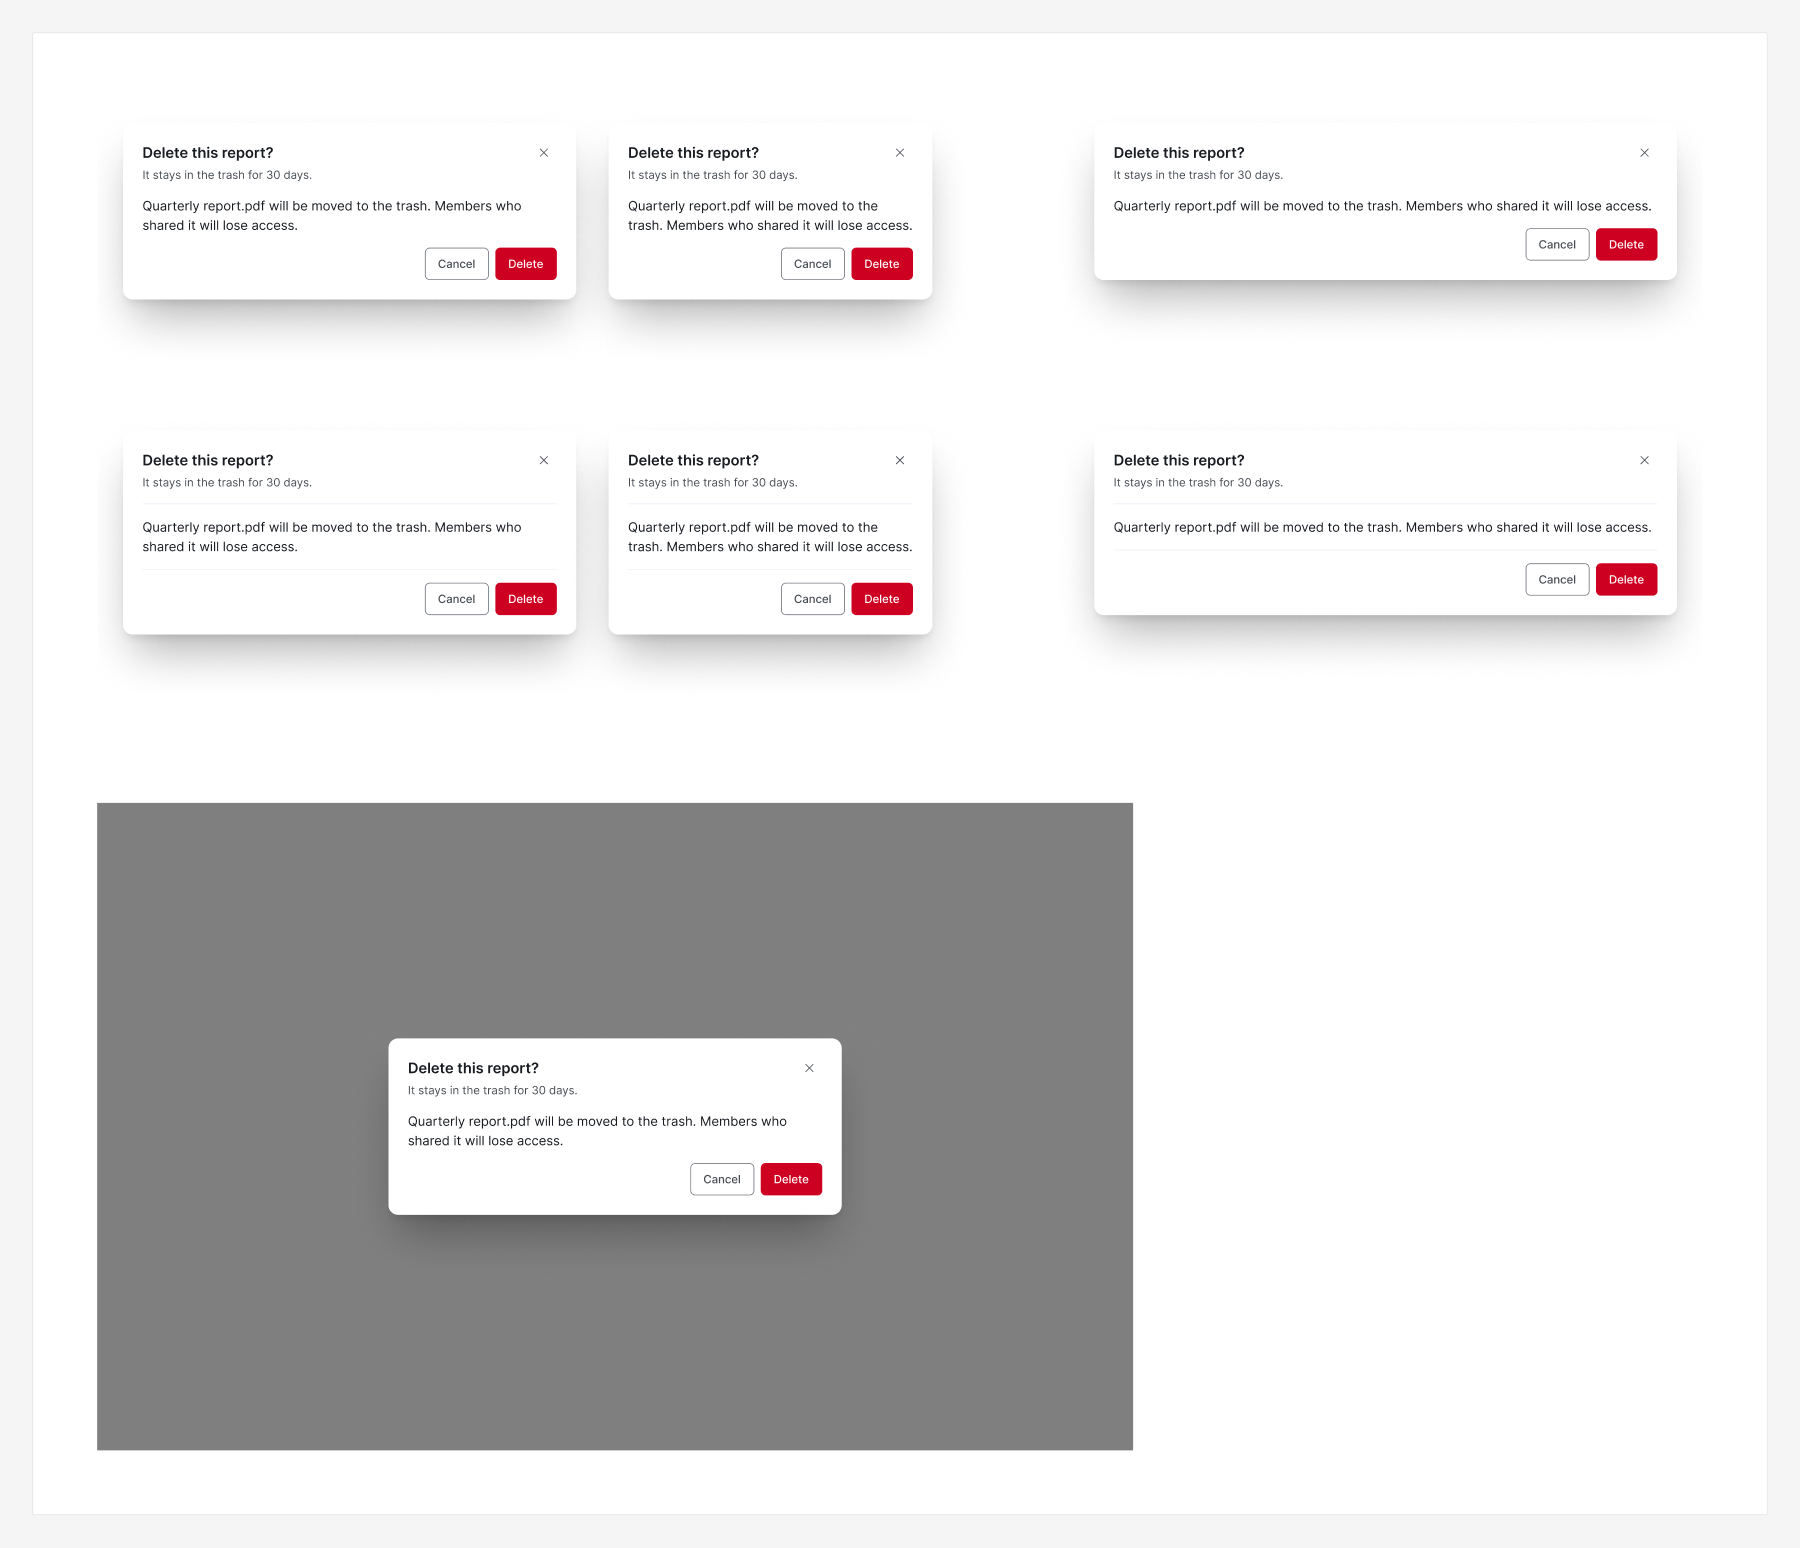 Delete this report?
It stays in the trash for 30 days.
Quarterly report.pdf will be moved to the trash. Members who
shared it will lose access.
Cancel
Delete
Delete this report?
It stays in the trash for 30 days.
Quarterly report.pdf will be moved to the
trash. Members who shared it will lose access.
Cancel
Delete
Delete this report?
It stays in the trash for 30 days.
Quarterly report.pdf will be moved to the trash. Members who shared it will lose access.
Cancel
Delete
Delete this report?
It stays in the trash for 30 days.
Quarterly report.pdf will be moved to the trash. Members who
shared it will lose access.
Cancel
Delete
Delete this report?
It stays in the trash for 30 days.
Quarterly report.pdf will be moved to the
trash. Members who shared it will lose access.
Cancel
Delete
Delete this report?
It stays in the trash for 30 days.
Quarterly report.pdf will be moved to the trash. Members who shared it will lose access.
Cancel
Delete
Delete this report?
It stays in the trash for 30 days.
Quarterly report.pdf will be moved to the trash. Members who
shared it will lose access.
Cancel
Delete